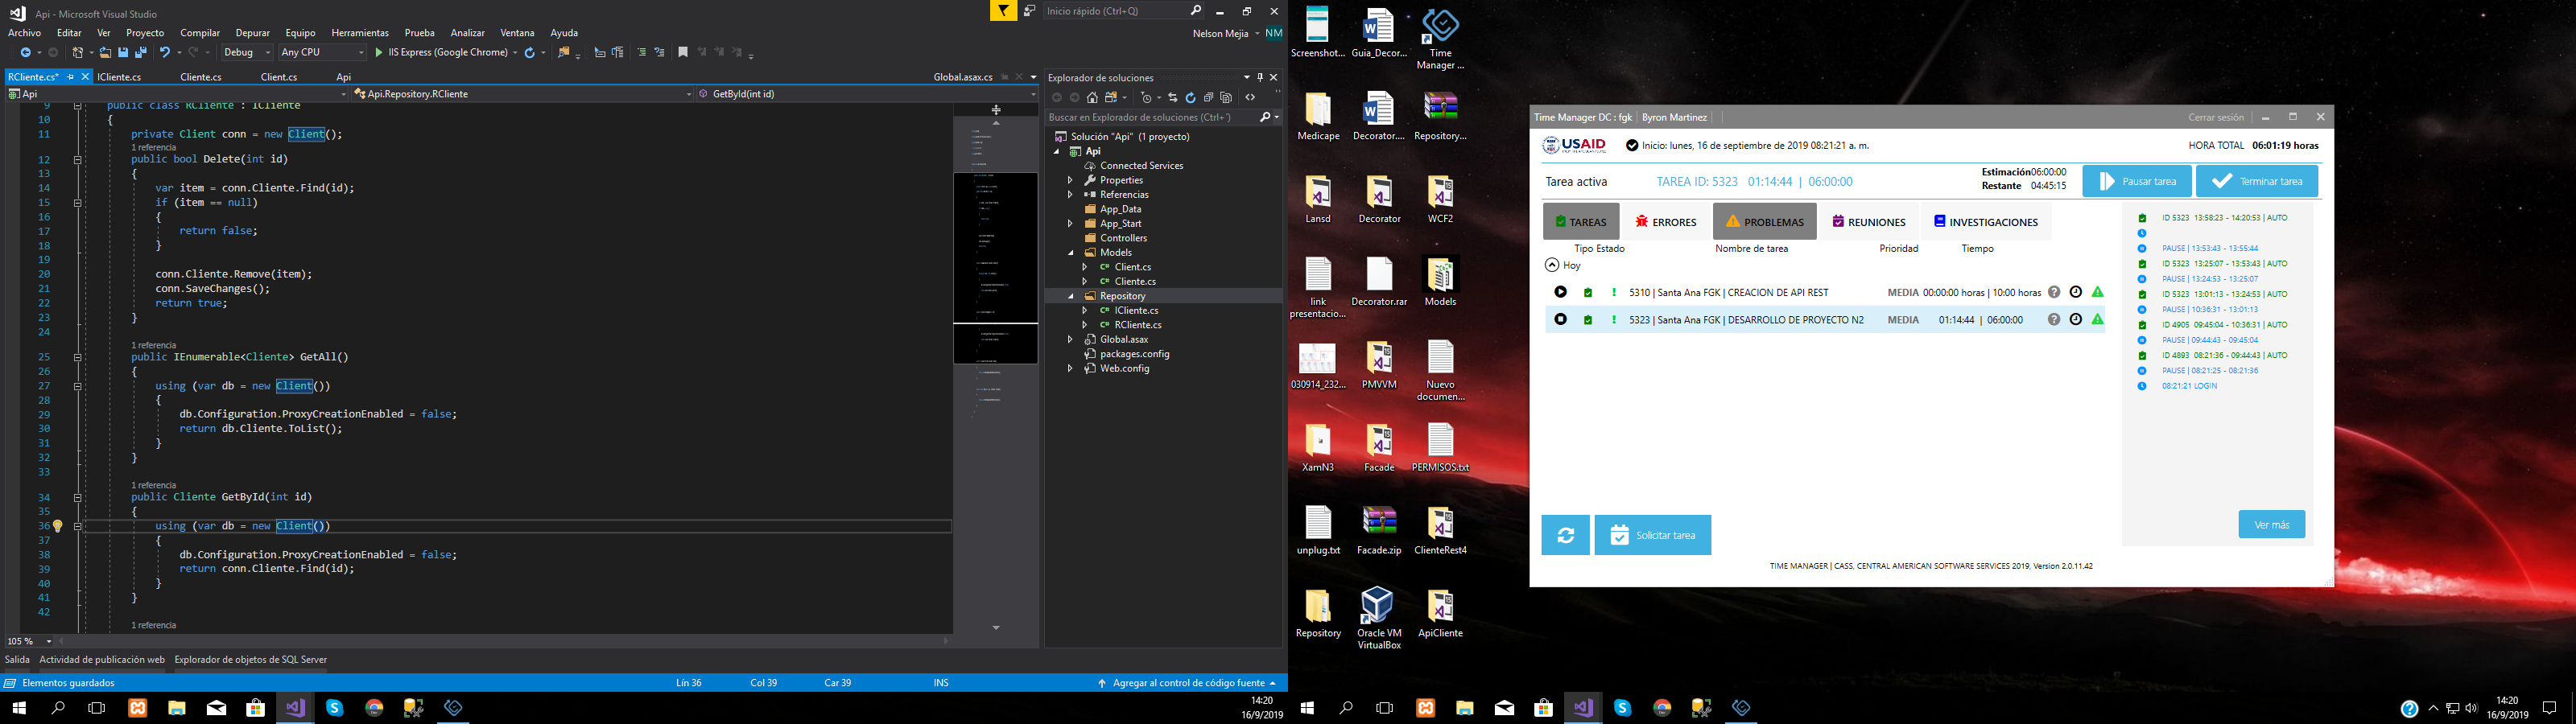 Api - Microsoft Visual Studio
Inicio rápido (Ctrl+Q)
Archivo Editar Ver Proyecto Compilar Depurar Equipo Herramientas Prueba Analizar Ventana Ayuda
Nelson Mejia NM
Debug Any CPU IIS Express (Google Chrome)
RCliente.cs* ICliente.cs Cliente.cs Client.cs Api Global.asax.cs
Api Api.Repository.RCliente GetById(int id)
9 public class RCliente : ICliente
10 {
11 private Client conn = new Client();
1 referencia
12 public bool Delete(int id)
13 {
14 var item = conn.Cliente.Find(id);
15 if (item == null)
16 {
17 return false;
18 }
19
20 conn.Cliente.Remove(item);
21 conn.SaveChanges();
22 return true;
23 }
24
1 referencia
25 public IEnumerable<Cliente> GetAll()
26 {
27 using (var db = new Client())
28 {
29 db.Configuration.ProxyCreationEnabled = false;
30 return db.Cliente.ToList();
31 }
32 }
33
1 referencia
34 public Cliente GetById(int id)
35 {
36 using (var db = new Client())
37 {
38 db.Configuration.ProxyCreationEnabled = false;
39 return conn.Cliente.Find(id);
40 }
41 }
42
1 referencia
105 %
Explorador de soluciones
Buscar en Explorador de soluciones (Ctrl+´)
Solución "Api" (1 proyecto)
Api
Connected Services
Properties
Referencias
App_Data
App_Start
Controllers
Models
Client.cs
Cliente.cs
Repository
ICliente.cs
RCliente.cs
Global.asax
packages.config
Web.config
Salida Actividad de publicación web Explorador de objetos de SQL Server
Elementos guardados Lín 36 Col 39 Car 39 INS Agregar al control de código fuente
14:20
16/9/2019
Screenshot... Guia_Decor... Time Manager ...
Medicape Decorator.... Repository...
Lansd Decorator WCF2
link presentacio... Decorator.rar Models
030914_232... PMVVM Nuevo documen...
XamN3 Facade PERMISOS.txt
unplug.txt Facade.zip ClienteRest4
Repository Oracle VM VirtualBox ApiCliente
Time Manager DC : fgk Byron Martinez Cerrar sesión
USAID Inicio: lunes, 16 de septiembre de 2019 08:21:21 a. m. HORA TOTAL 06:01:19 horas
Tarea activa TAREA ID: 5323 01:14:44 | 06:00:00
Estimación 06:00:00
Restante 04:45:15
Pausar tarea Terminar tarea
TAREAS ERRORES PROBLEMAS REUNIONES INVESTIGACIONES
Tipo Estado Nombre de tarea Prioridad Tiempo
Hoy
5310 | Santa Ana FGK | CREACION DE API REST MEDIA 00:00:00 horas | 10:00 horas
5323 | Santa Ana FGK | DESARROLLO DE PROYECTO N2 MEDIA 01:14:44 | 06:00:00
ID 5323 13:58:23 - 14:20:53 | AUTO
PAUSE | 13:53:43 - 13:55:44
ID 5323 13:25:07 - 13:53:43 | AUTO
PAUSE | 13:24:53 - 13:25:07
ID 5323 13:01:13 - 13:24:53 | AUTO
PAUSE | 10:36:31 - 13:01:13
ID 4905 09:45:04 - 10:36:31 | AUTO
PAUSE | 09:44:43 - 09:45:04
ID 4893 08:21:36 - 09:44:43 | AUTO
PAUSE | 08:21:25 - 08:21:36
08:21:21 LOGIN
Ver más
Solicitar tarea
TIME MANAGER | CASS, CENTRAL AMERICAN SOFTWARE SERVICES 2019, Version 2.0.11.42
14:20
16/9/2019